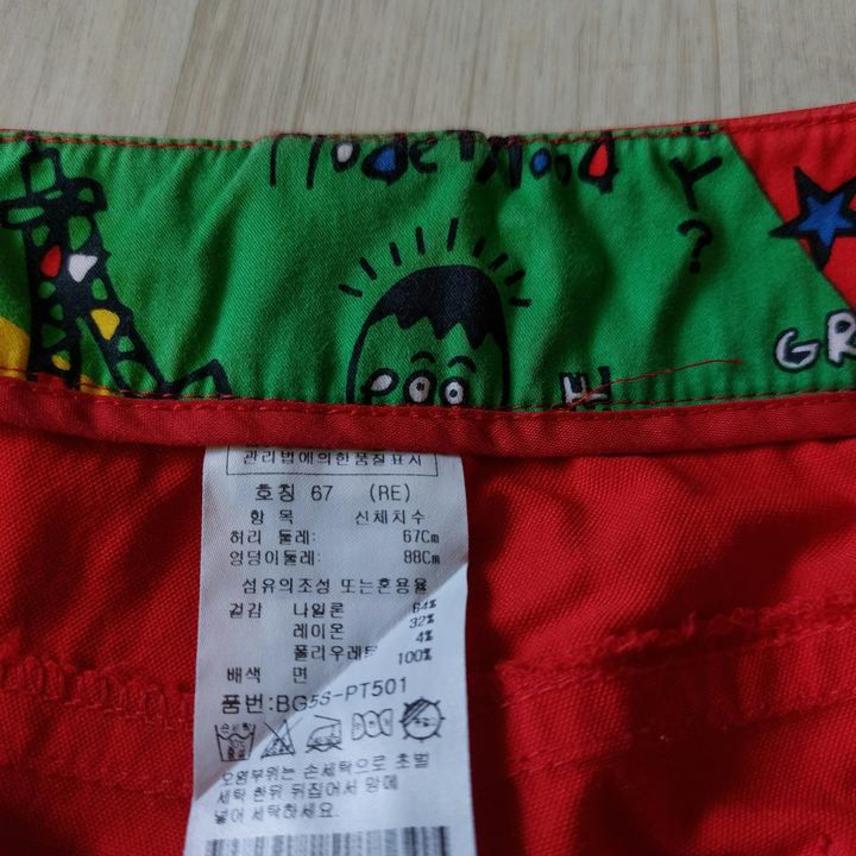 Y?
GR
관리법에의한품질표시
호칭 67 (RE)
항 목 신체치수
허리 둘레: 67Cm
엉덩이둘레: 88Cm
섬유의조성 또는혼용율
겉감 나일론 64%
레이온 32%
폴리우레탄 4%
배색 면 100%
품번:BG5S-PT501
오염부위는 손세탁으로 초벌
세탁 한뒤 뒤집어서 망에
넣어 세탁하세요.